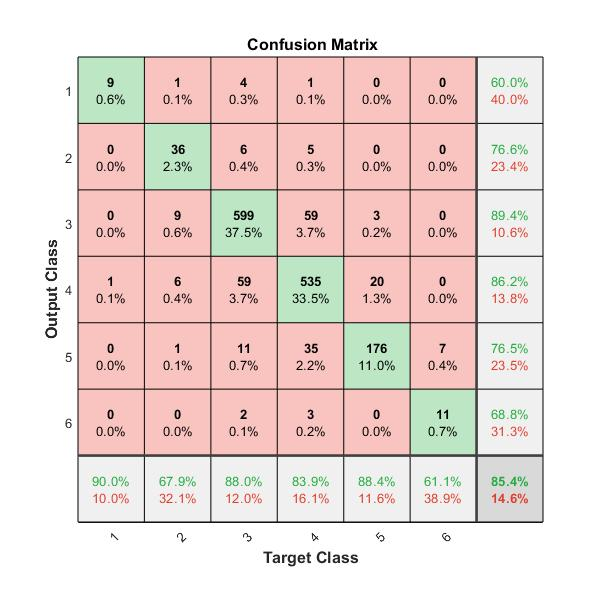 Confusion Matrix
1 9 1 4 1 0 0 60.0%
0.6% 0.1% 0.3% 0.1% 0.0% 0.0% 40.0%
2 0 36 6 5 0 0 76.6%
0.0% 2.3% 0.4% 0.3% 0.0% 0.0% 23.4%
3 0 9 599 59 3 0 89.4%
0.0% 0.6% 37.5% 3.7% 0.2% 0.0% 10.6%
4 1 6 59 535 20 0 86.2%
0.1% 0.4% 3.7% 33.5% 1.3% 0.0% 13.8%
5 0 1 11 35 176 7 76.5%
0.0% 0.1% 0.7% 2.2% 11.0% 0.4% 23.5%
6 0 0 2 3 0 11 68.8%
0.0% 0.0% 0.1% 0.2% 0.0% 0.7% 31.3%
90.0% 67.9% 88.0% 83.9% 88.4% 61.1% 85.4%
10.0% 32.1% 12.0% 16.1% 11.6% 38.9% 14.6%
1 2 3 4 5 6
Target Class
Output Class